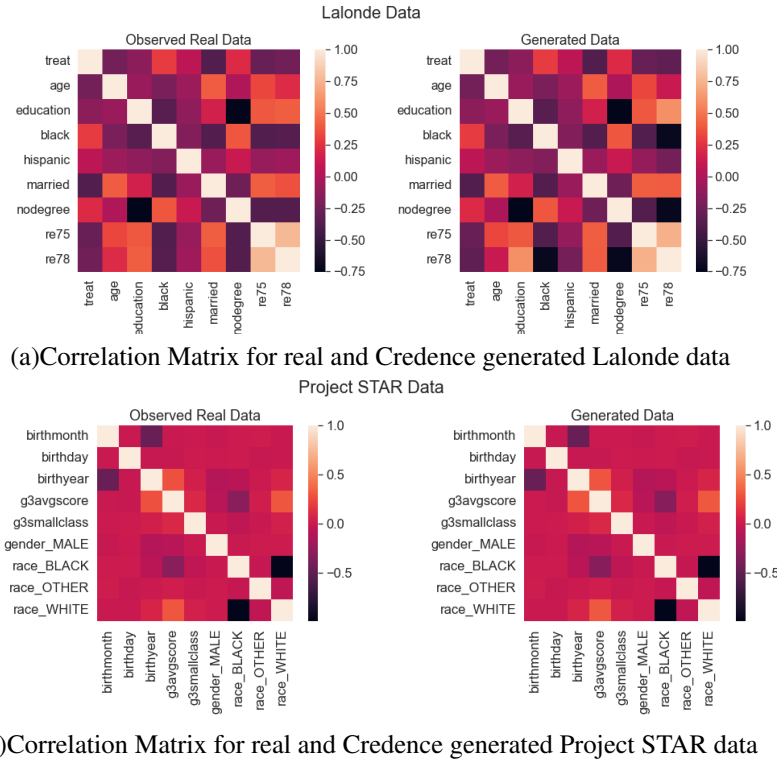 Lalonde Data
Observed Real Data
Generated Data
treat
age
education
black
hispanic
married
nodegree
re75
re78
1.00
0.75
0.50
0.25
0.00
−0.25
−0.50
−0.75
treat
age
education
black
hispanic
married
nodegree
re75
re78
1.00
0.75
0.50
0.25
0.00
−0.25
−0.50
−0.75
treat
age
education
black
hispanic
married
nodegree
re75
re78
treat
age
education
black
hispanic
married
nodegree
re75
re78
(a)Correlation Matrix for real and Credence generated Lalonde data
Project STAR Data
Observed Real Data
Generated Data
birthmonth
birthday
birthyear
g3avgscore
g3smallclass
gender_MALE
race_BLACK
race_OTHER
race_WHITE
1.0
0.5
0.0
−0.5
birthmonth
birthday
birthyear
g3avgscore
g3smallclass
gender_MALE
race_BLACK
race_OTHER
race_WHITE
1.0
0.5
0.0
−0.5
birthmonth
birthday
birthyear
g3avgscore
g3smallclass
gender_MALE
race_BLACK
race_OTHER
race_WHITE
birthmonth
birthday
birthyear
g3avgscore
g3smallclass
gender_MALE
race_BLACK
race_OTHER
race_WHITE
)Correlation Matrix for real and Credence generated Project STAR data